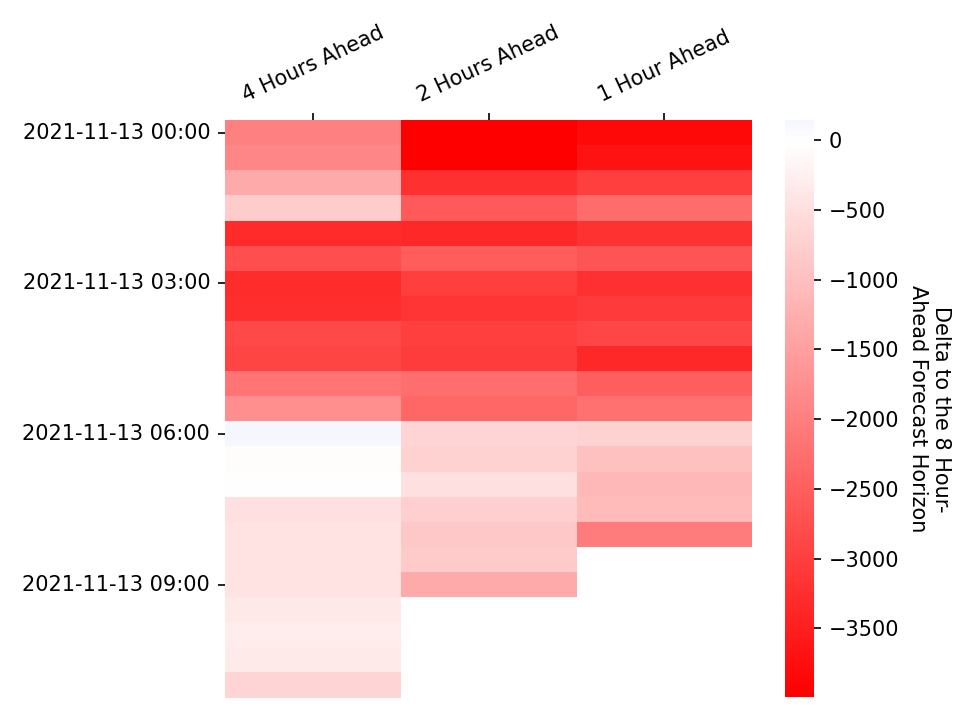 4 Hours Ahead
2 Hours Ahead
1 Hour Ahead
2021-11-13 00:00
2021-11-13 03:00
2021-11-13 06:00
2021-11-13 09:00
0
−500
−1000
−1500
−2000
−2500
−3000
−3500
Delta to the 8 Hour-
Ahead Forecast Horizon